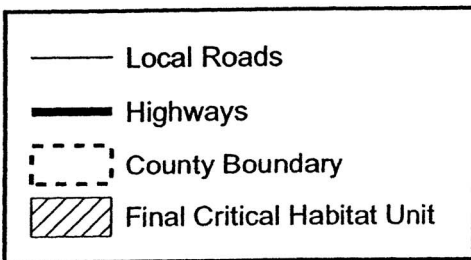 Local Roads
Highways
County Boundary
Final Critical Habitat Unit